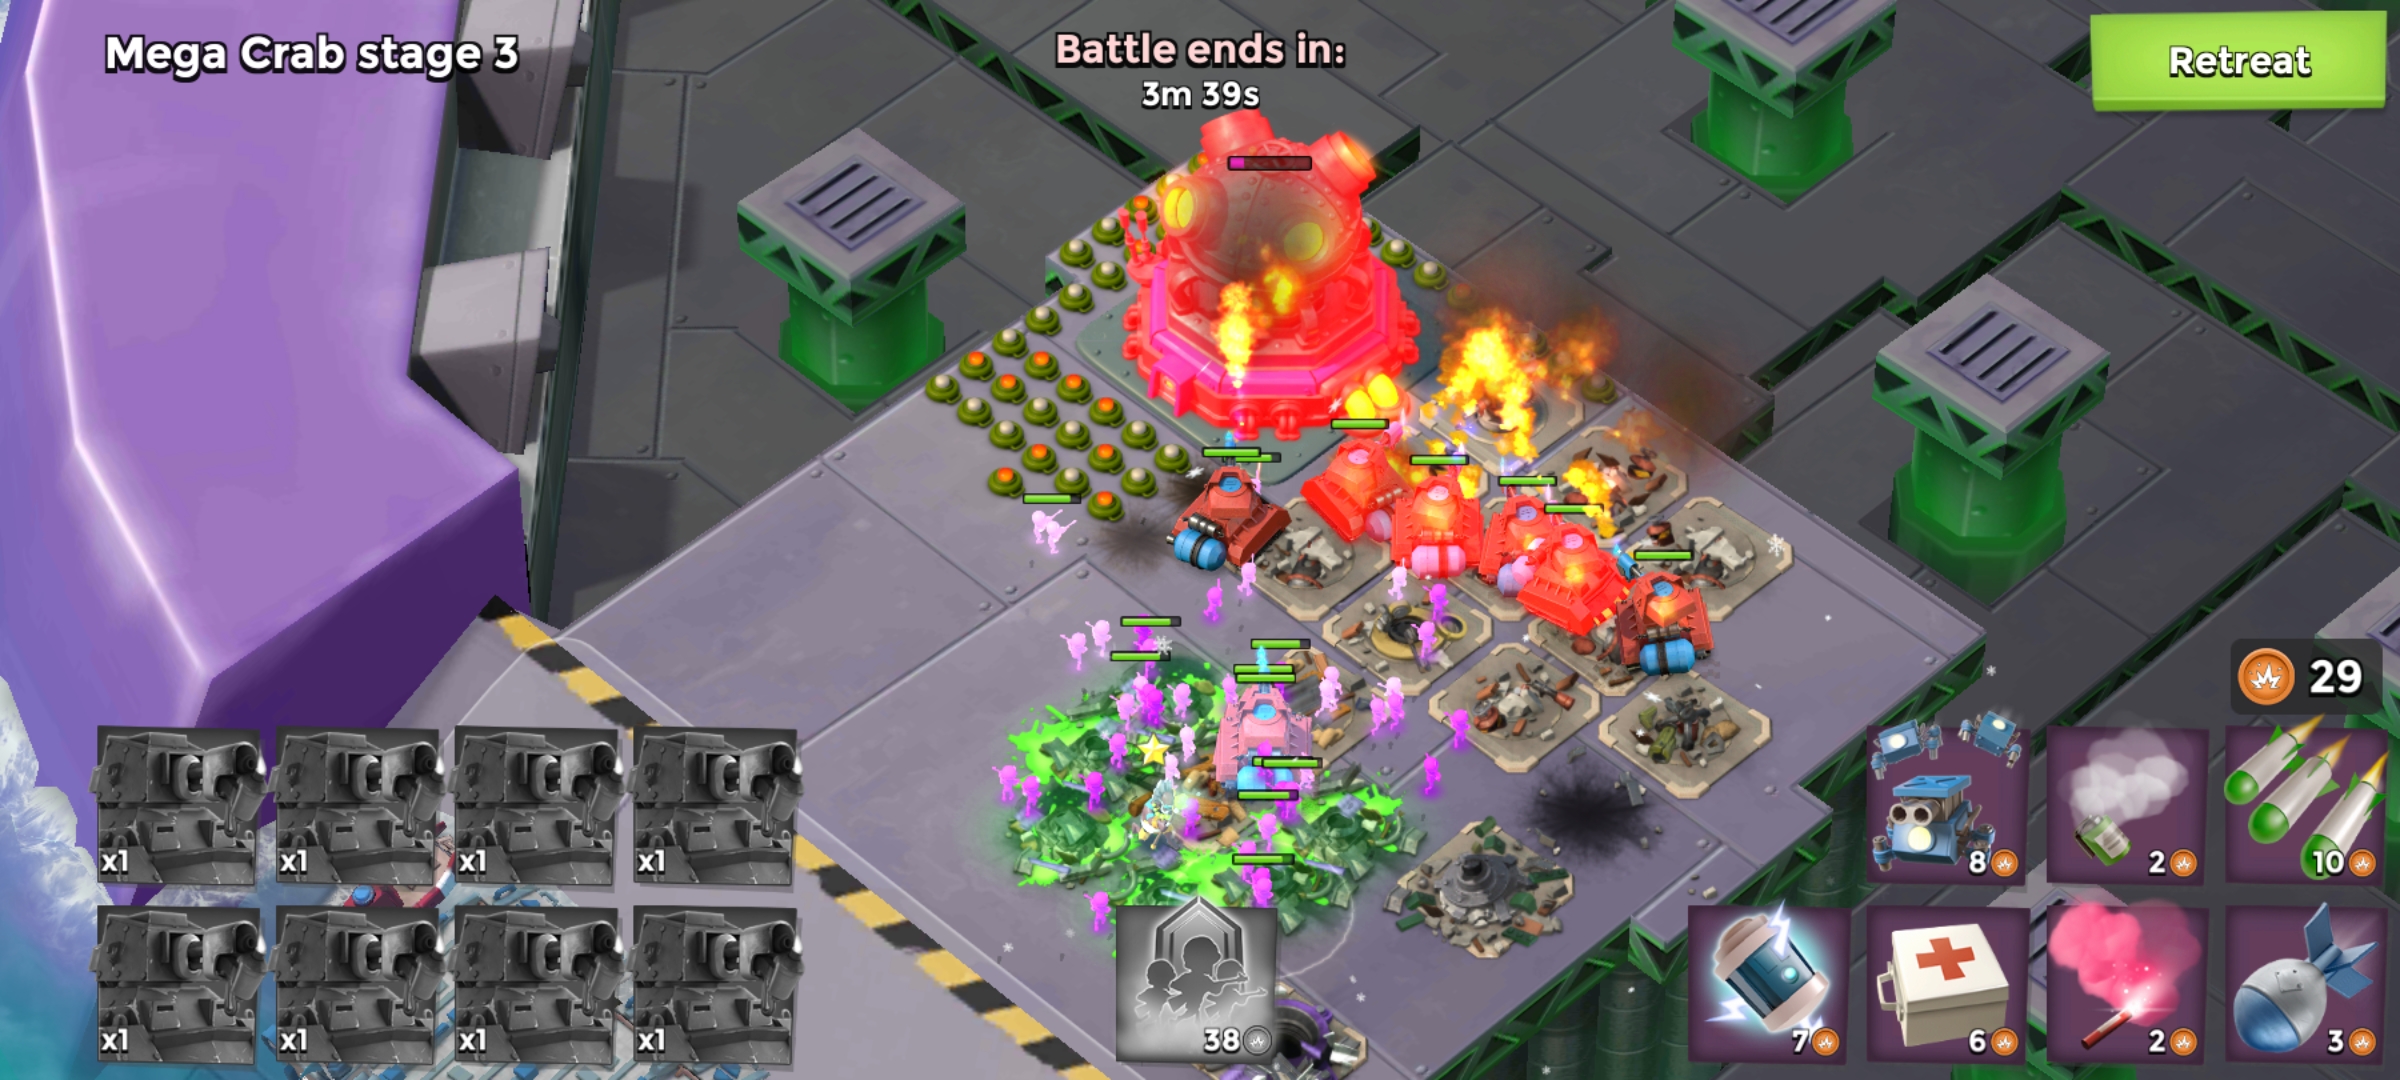 Mega Crab stage 3
Battle ends in:
3m 39s
Retreat
29
8
2
10
x1
x1
x1
x1
x1
x1
x1
x1
38
7
6
2
3